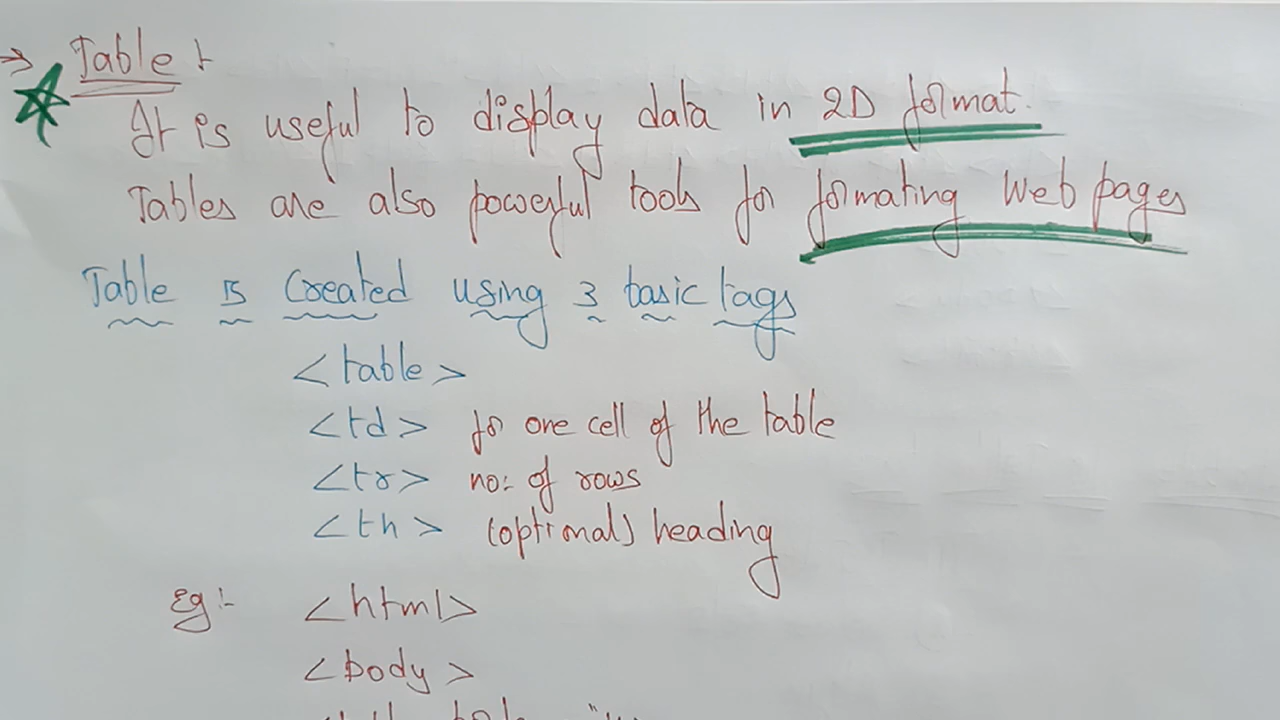 Table :-
It is useful to display data in 2D format.
Tables are also powerful tools for formating Web pages
Table is Created using 3 basic tags
<table>
<td> for one cell of the table
<tr> no: of rows
<th> (optional) heading
Eg:- <html>
<body>